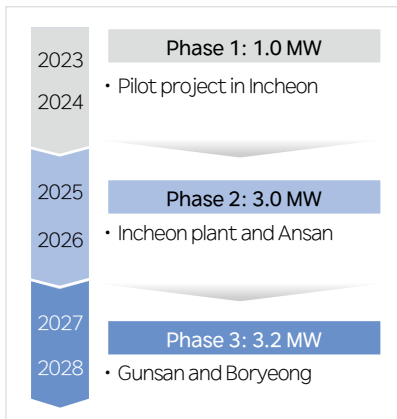 2023
2024
Phase 1: 1.0 MW
• Pilot project in Incheon
2025
2026
Phase 2: 3.0 MW
• Incheon plant and Ansan
2027
2028
Phase 3: 3.2 MW
• Gunsan and Boryeong